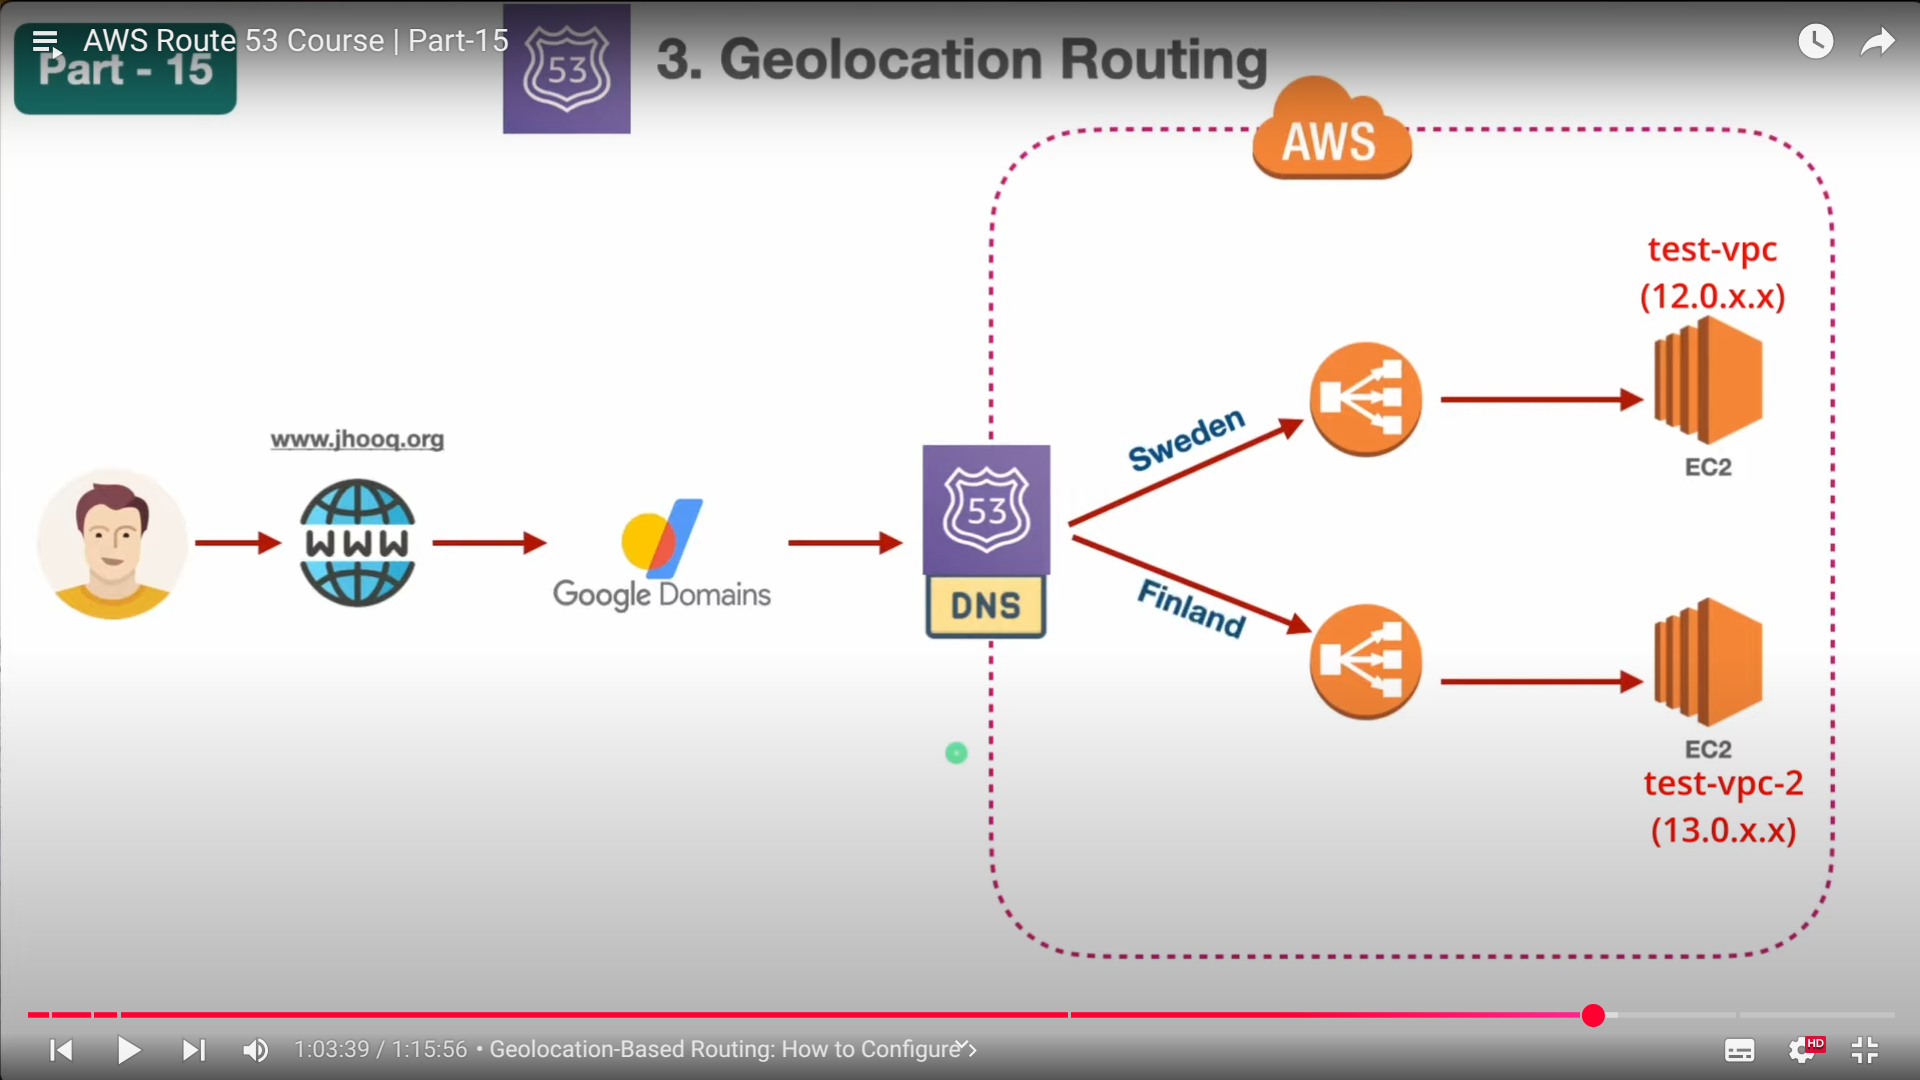 AWS Route 53 Course | Part-15
Part - 15
53
3. Geolocation Routing
AWS
test-vpc
(12.0.x.x)
www.jhooq.org
Sweden
EC2
WWW
53
Google Domains
DNS
Finland
EC2
test-vpc-2
(13.0.x.x)
1:03:39 / 1:15:56 • Geolocation-Based Routing: How to Configure
HD